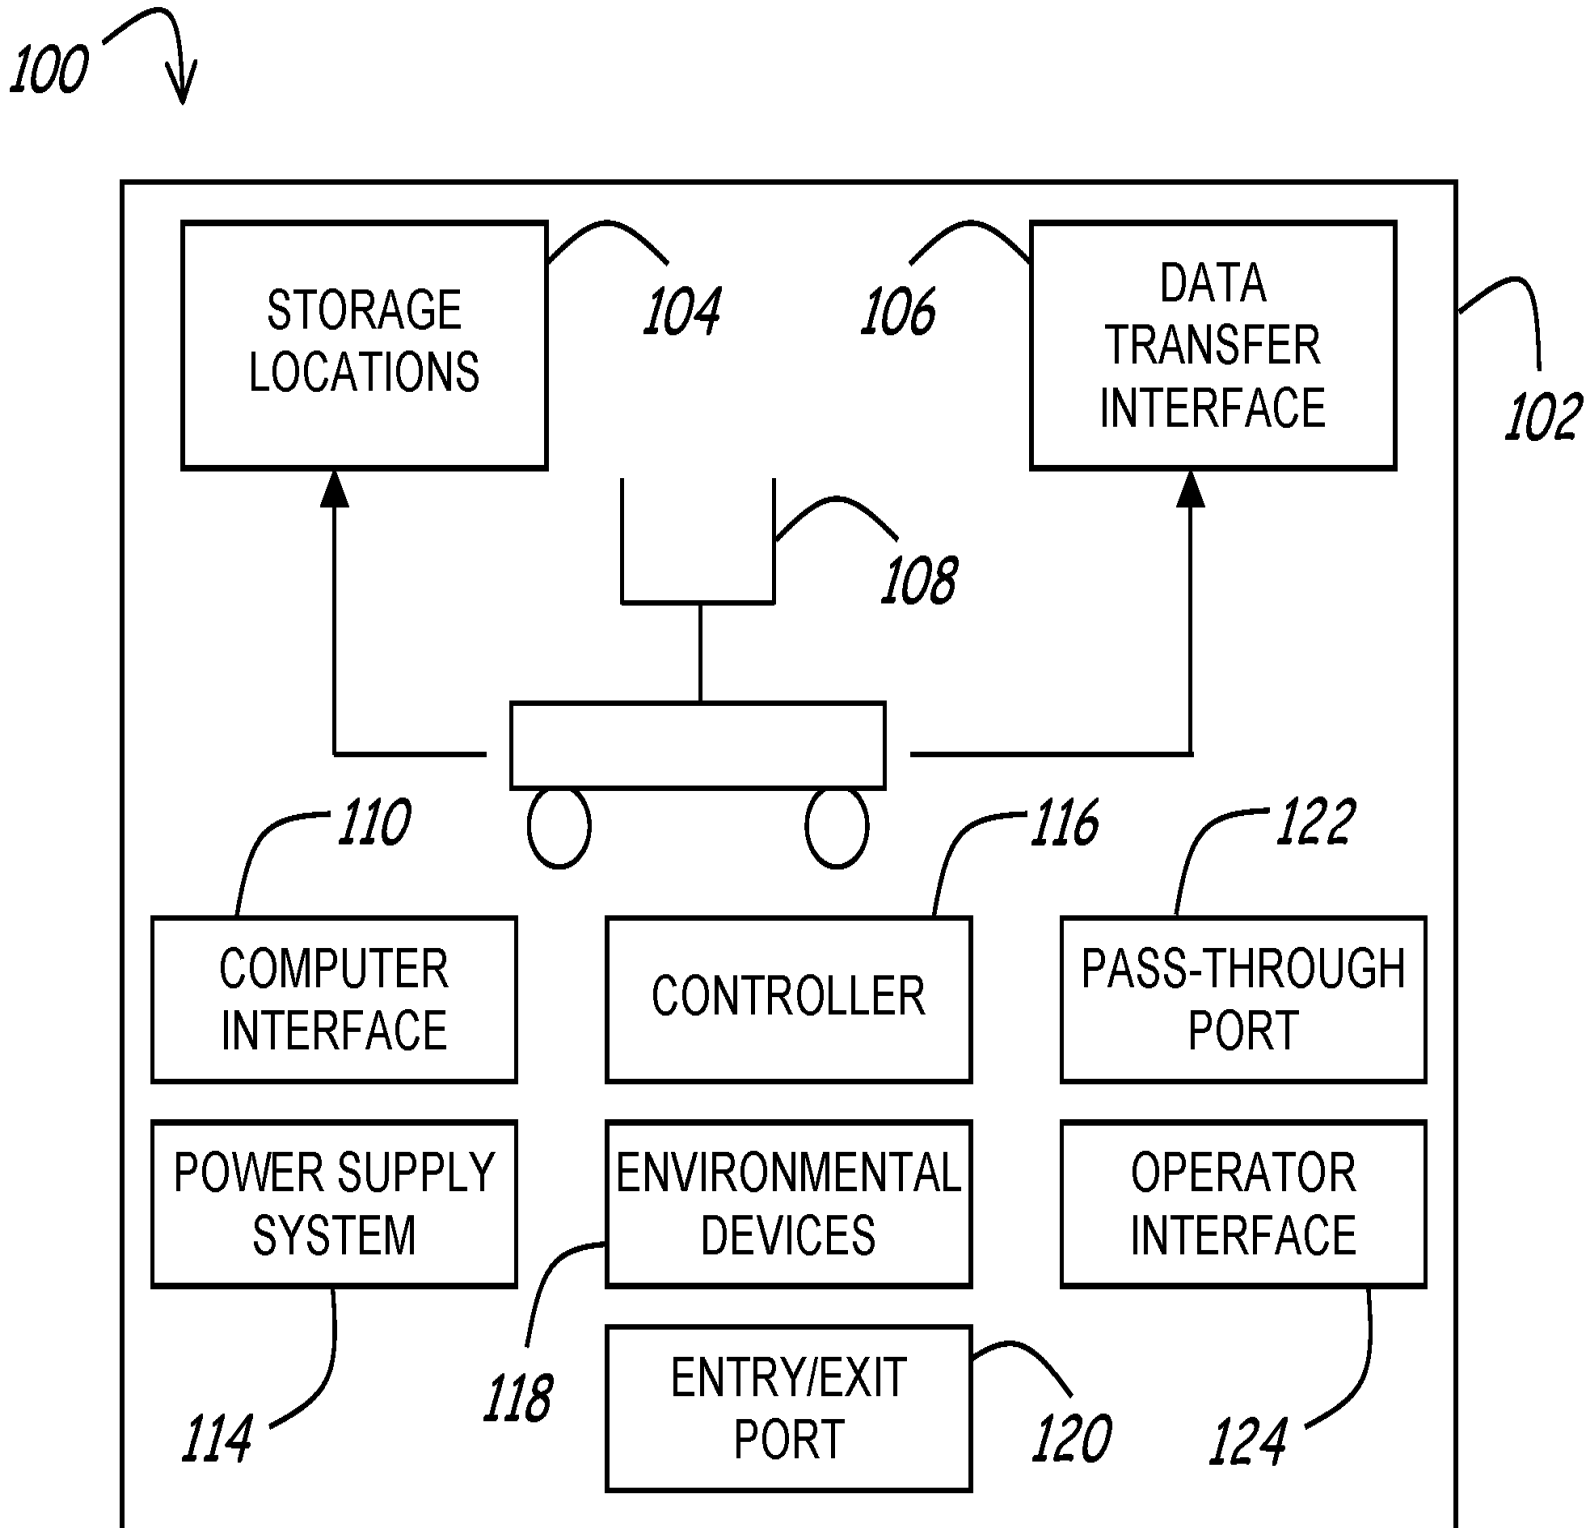 100
STORAGE
LOCATIONS
104
106
DATA
TRANSFER
INTERFACE
102
108
110
116
122
COMPUTER
INTERFACE
CONTROLLER
PASS-THROUGH
PORT
POWER SUPPLY
SYSTEM
ENVIRONMENTAL
DEVICES
OPERATOR
INTERFACE
114
118
ENTRY/EXIT
PORT
120
124